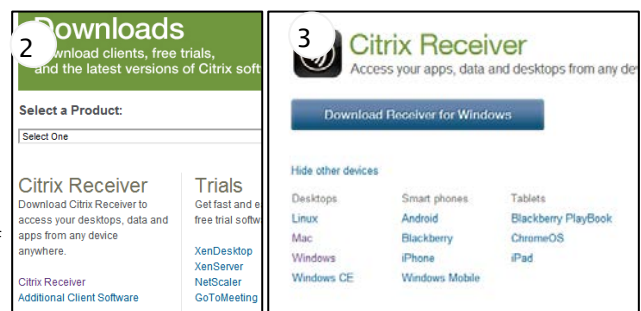 2
Downloads
ownload clients, free trials,
and the latest versions of Citrix soft
Select a Product:
Select One
Citrix Receiver
Download Citrix Receiver to
access your desktops, data and
apps from any device
anywhere.
Citrix Receiver
Additional Client Software
Trials
Get fast and e
free trial softw
XenDesktop
XenServer
NetScaler
GoToMeeting
3
Citrix Receiver
Access your apps, data and desktops from any de
Download Receiver for Windows
Hide other devices
Desktops
Linux
Mac
Windows
Windows CE
Smart phones
Android
Blackberry
iPhone
Windows Mobile
Tablets
Blackberry PlayBook
ChromeOS
iPad